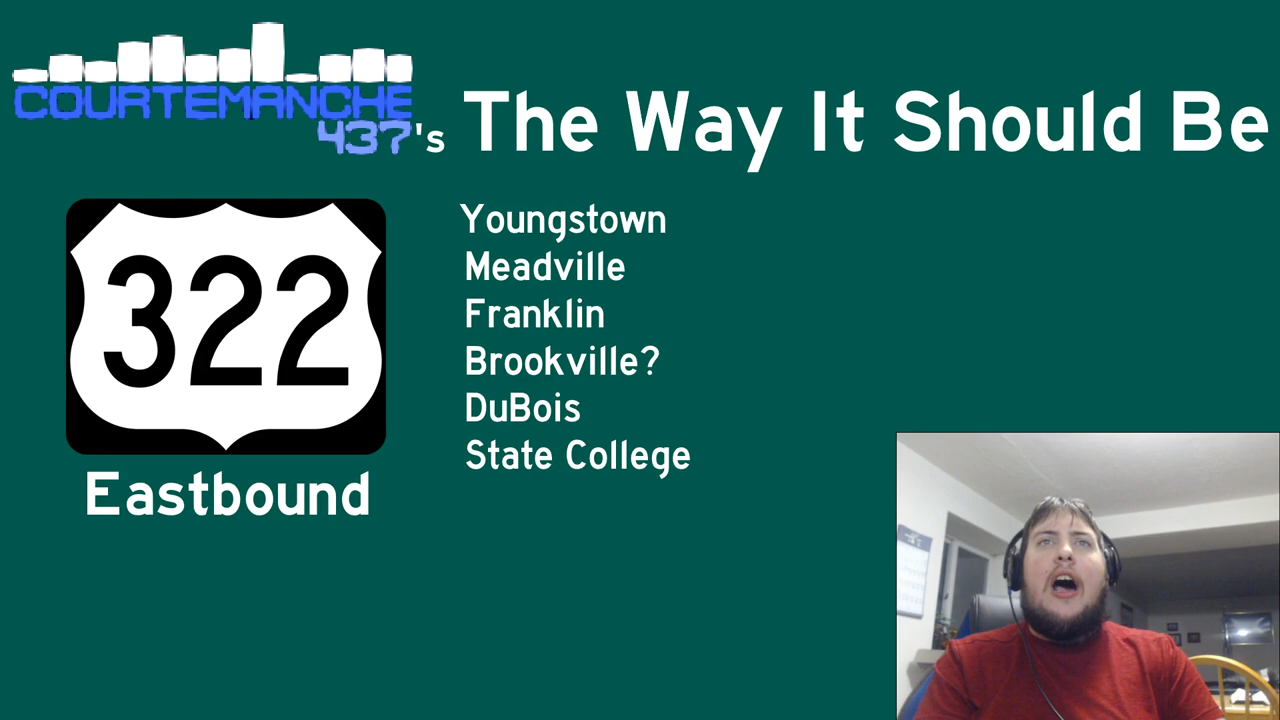 COURTEMANCHE
437's The Way It Should Be
322
Eastbound
Youngstown
Meadville
Franklin
Brookville?
DuBois
State College